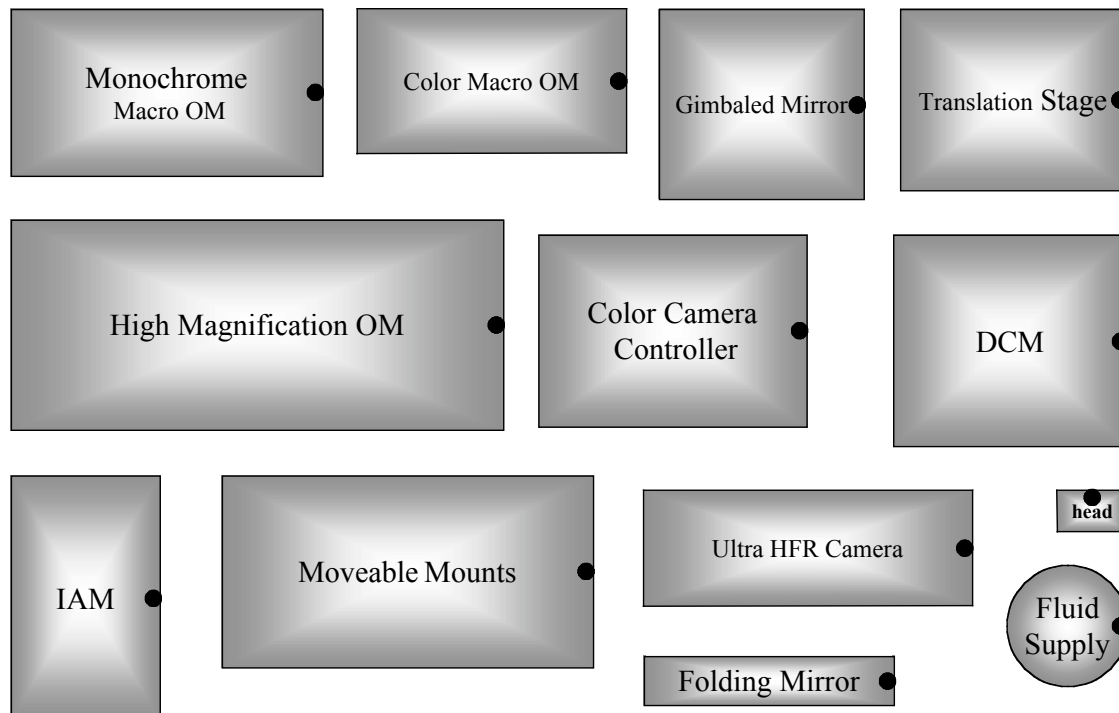 Monochrome
Macro OM
Color Macro OM
Gimbaled Mirror
Translation Stage
High Magnification OM
Color Camera
Controller
DCM
IAM
Moveable Mounts
Ultra HFR Camera
head
Fluid
Supply
Folding Mirror